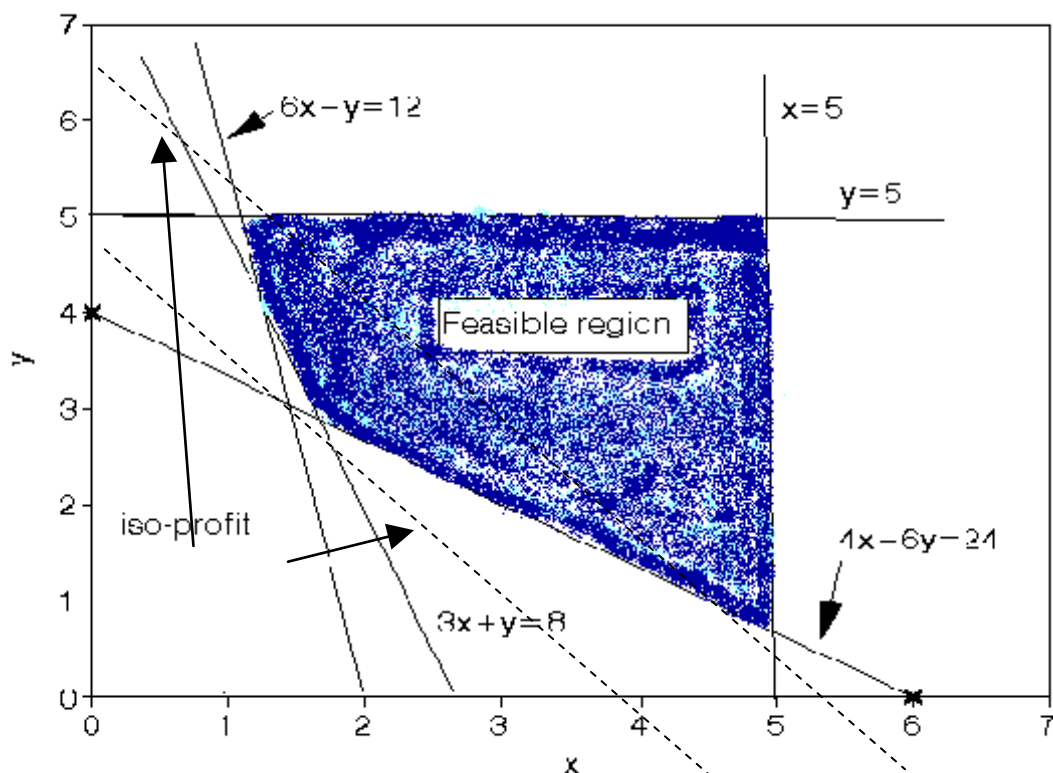 7
6x−y=12
x=5
6
y=5
5
4
Feasible region
y
3
2
iso-profit
4x−6y−24
1
3x+y=8
0
0 1 2 3 4 5 6 7
x